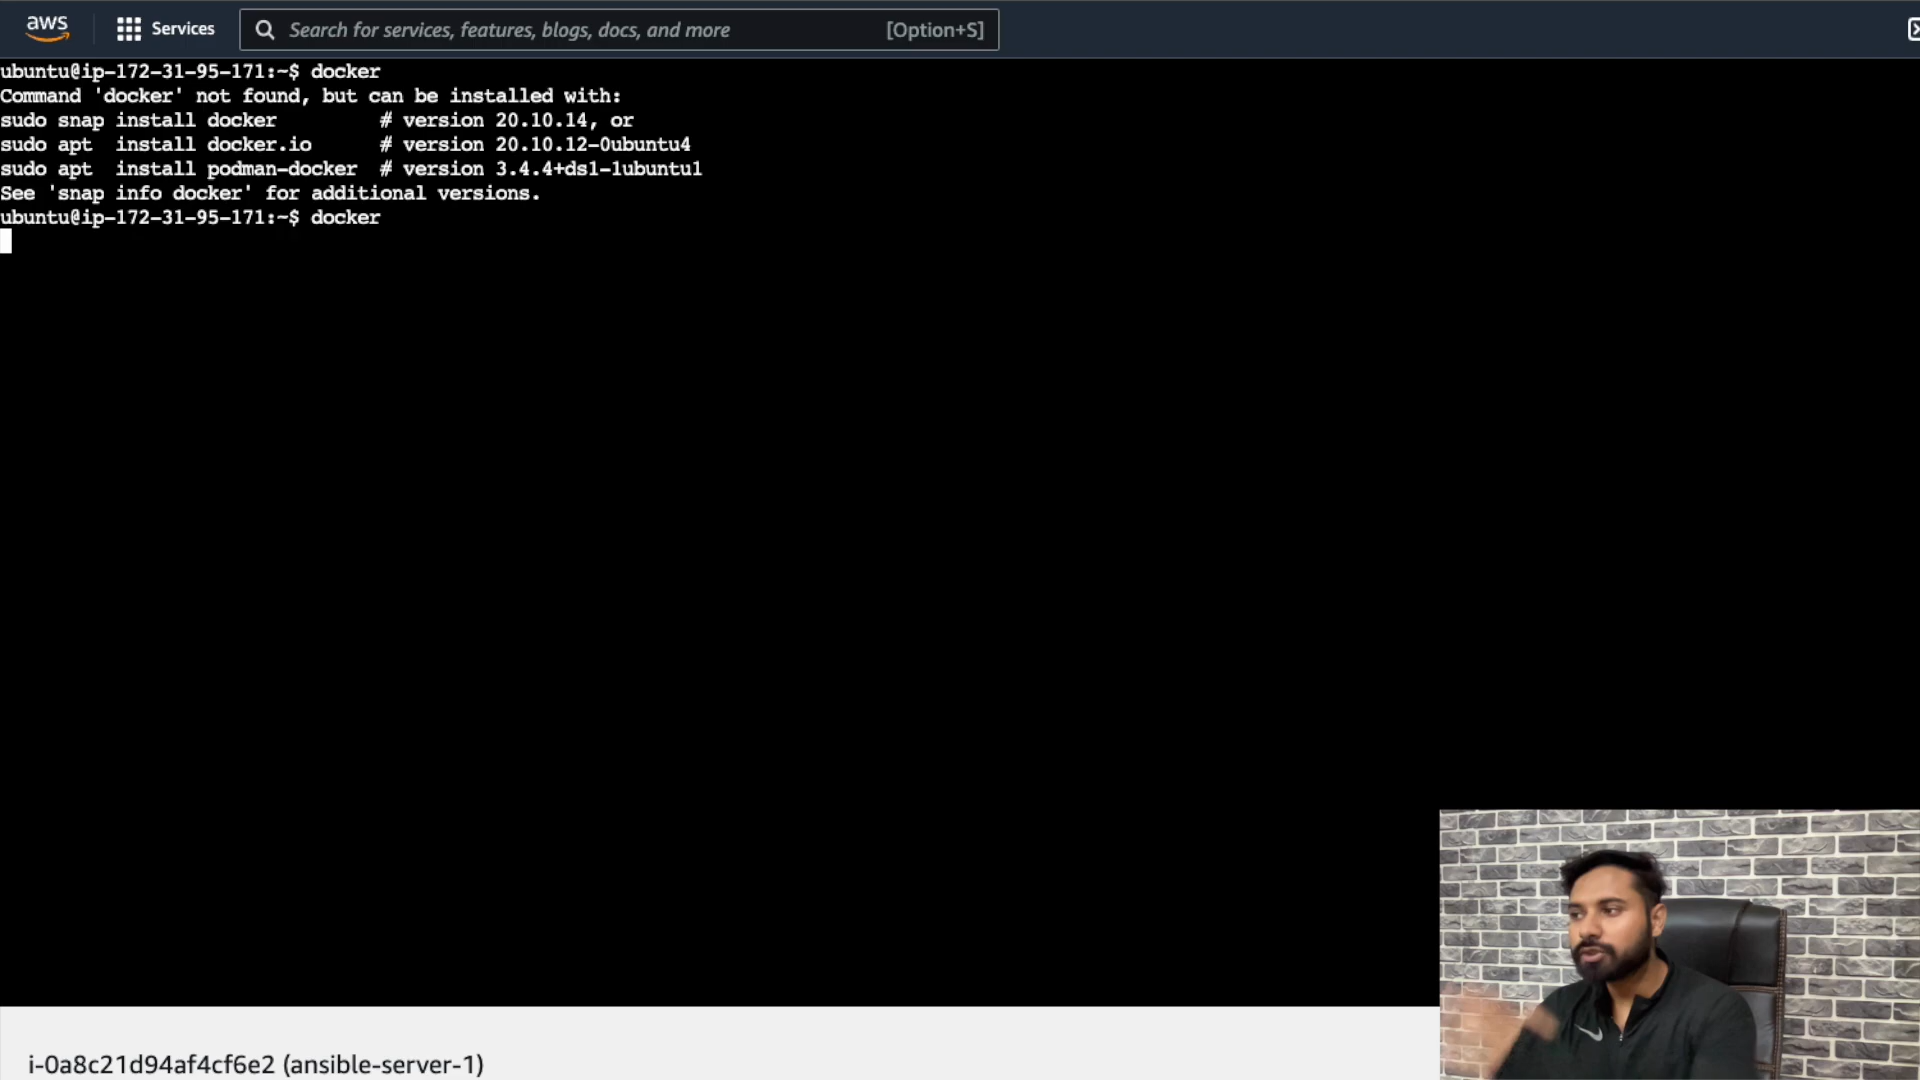 aws
Services
Search for services, features, blogs, docs, and more [Option+S]
ubuntu@ip-172-31-95-171:~$ docker
Command 'docker' not found, but can be installed with:
sudo snap install docker         # version 20.10.14, or
sudo apt  install docker.io      # version 20.10.12-0ubuntu4
sudo apt  install podman-docker  # version 3.4.4+ds1-1ubuntu1
See 'snap info docker' for additional versions.
ubuntu@ip-172-31-95-171:~$ docker
i-0a8c21d94af4cf6e2 (ansible-server-1)